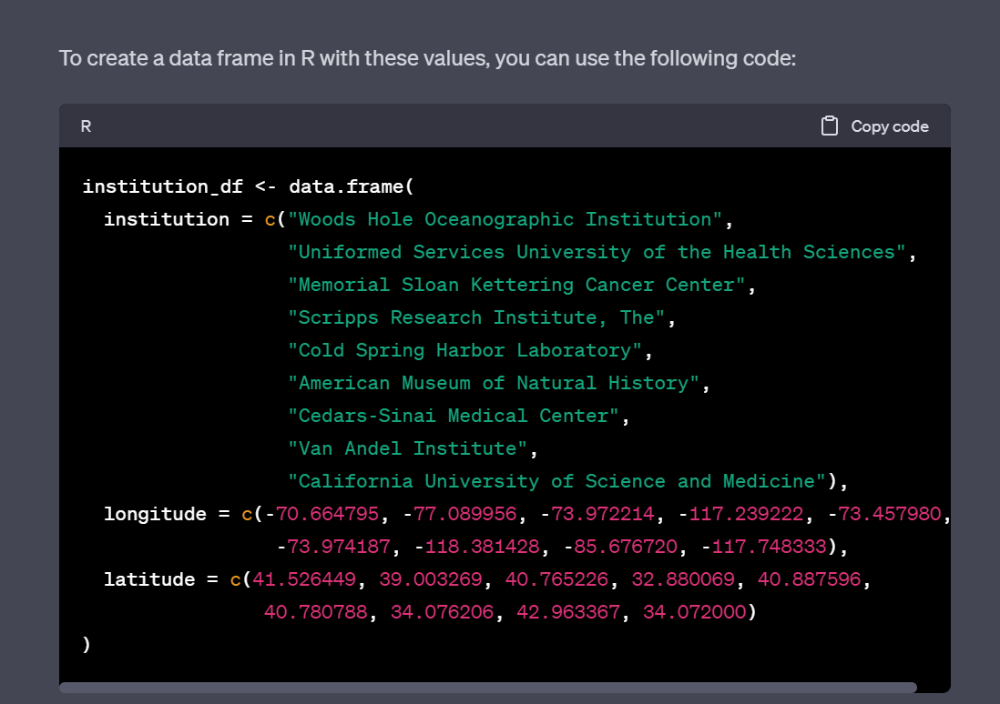 To create a data frame in R with these values, you can use the following code:
R
Copy code
institution_df <- data.frame(
  institution = c("Woods Hole Oceanographic Institution",
                  "Uniformed Services University of the Health Sciences",
                  "Memorial Sloan Kettering Cancer Center",
                  "Scripps Research Institute, The",
                  "Cold Spring Harbor Laboratory",
                  "American Museum of Natural History",
                  "Cedars-Sinai Medical Center",
                  "Van Andel Institute",
                  "California University of Science and Medicine"),
  longitude = c(-70.664795, -77.089956, -73.972214, -117.239222, -73.457980,
                 -73.974187, -118.381428, -85.676720, -117.748333),
  latitude = c(41.526449, 39.003269, 40.765226, 32.880069, 40.887596,
                40.780788, 34.076206, 42.963367, 34.072000)
)